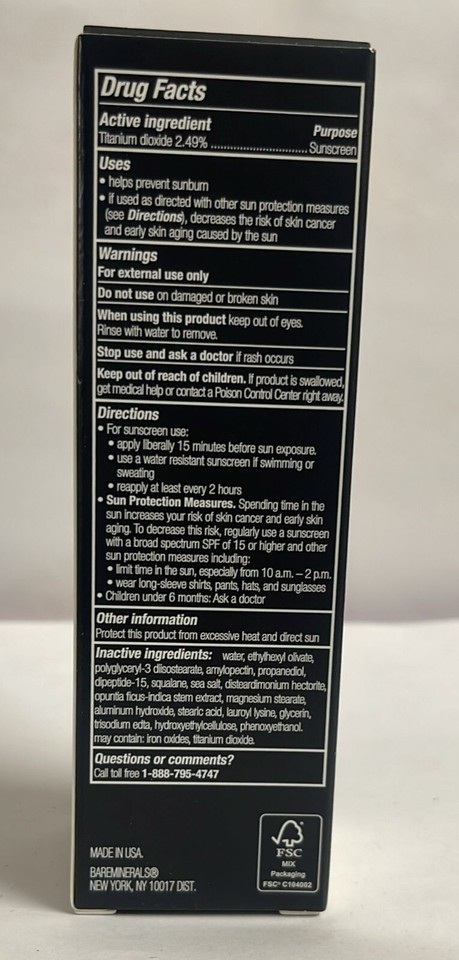 Drug Facts
Active ingredient Purpose
Titanium dioxide 2.49% ............................... Sunscreen
Uses
• helps prevent sunburn
• if used as directed with other sun protection measures
(see Directions), decreases the risk of skin cancer
and early skin aging caused by the sun
Warnings
For external use only
Do not use on damaged or broken skin
When using this product keep out of eyes.
Rinse with water to remove.
Stop use and ask a doctor if rash occurs
Keep out of reach of children. If product is swallowed,
get medical help or contact a Poison Control Center right away.
Directions
• For sunscreen use:
• apply liberally 15 minutes before sun exposure.
• use a water resistant sunscreen if swimming or
sweating
• reapply at least every 2 hours
• Sun Protection Measures. Spending time in the
sun increases your risk of skin cancer and early skin
aging. To decrease this risk, regularly use a sunscreen
with a broad spectrum SPF of 15 or higher and other
sun protection measures including:
• limit time in the sun, especially from 10 a.m. – 2 p.m.
• wear long-sleeve shirts, pants, hats, and sunglasses
• Children under 6 months: Ask a doctor
Other information
Protect this product from excessive heat and direct sun
Inactive ingredients: water, ethylhexyl olivate,
polyglyceryl-3 diisostearate, amylopectin, propanediol,
dipeptide-15, squalane, sea salt, disteardimonium hectorite,
opuntia ficus-indica stem extract, magnesium stearate,
aluminum hydroxide, stearic acid, lauroyl lysine, glycerin,
trisodium edta, hydroxyethylcellulose, phenoxyethanol.
may contain: iron oxides, titanium dioxide.
Questions or comments?
Call toll free 1-888-795-4747
MADE IN USA.
BAREMINERALS®
NEW YORK, NY 10017 DIST.
FSC
MIX
Packaging
FSC® C104002